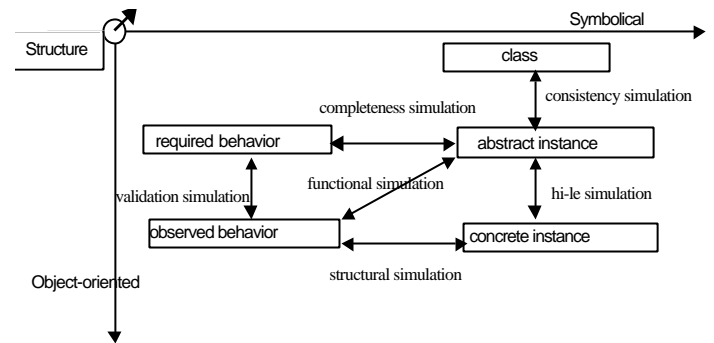 Symbolical
Structure
class
consistency simulation
completeness simulation
required behavior
abstract instance
functional simulation
validation simulation
hi-le simulation
observed behavior
concrete instance
structural simulation
Object-oriented